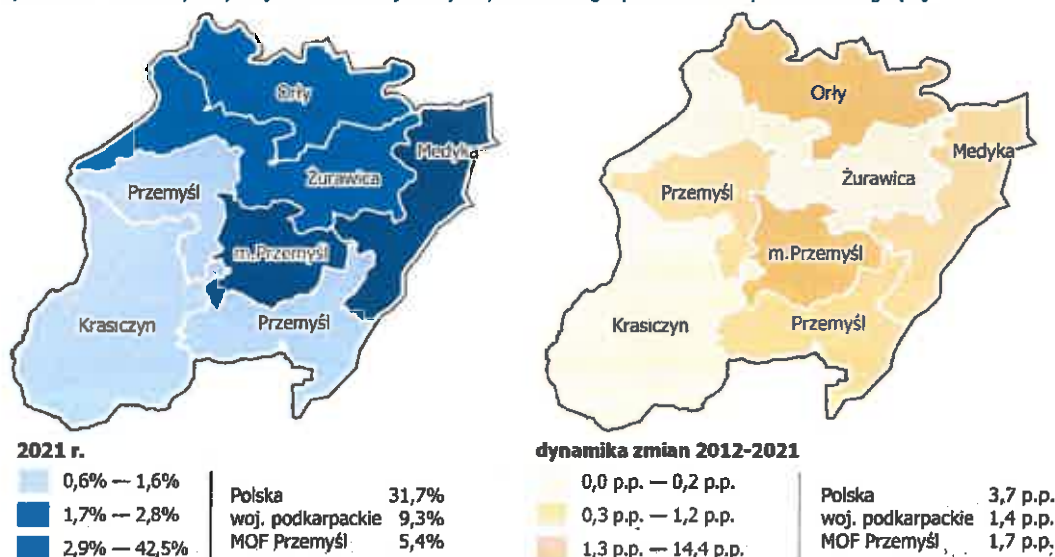 Orły
Medyka
Żurawica
Przemyśl
m.Przemyśl
Krasiczyn
Przemyśl
2021 r.
0,6% — 1,6%
1,7% — 2,8%
2,9% — 42,5%
Polska 31,7%
woj. podkarpackie 9,3%
MOF Przemyśl 5,4%
Orły
Medyka
Żurawica
Przemyśl
m.Przemyśl
Krasiczyn
Przemyśl
dynamika zmian 2012-2021
0,0 p.p. — 0,2 p.p.
0,3 p.p. — 1,2 p.p.
1,3 p.p. — 14,4 p.p.
Polska 3,7 p.p.
woj. podkarpackie 1,4 p.p.
MOF Przemyśl 1,7 p.p.